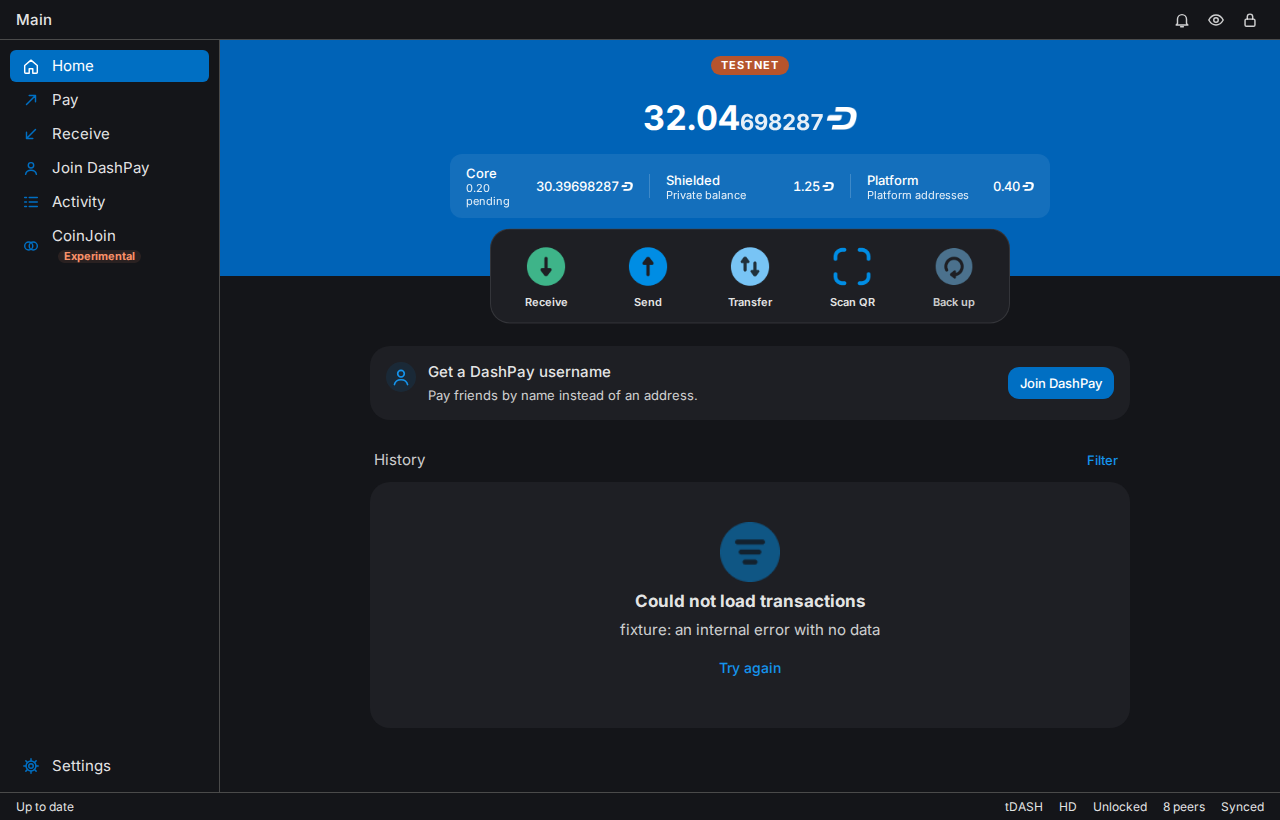 Main
Home
Pay
Receive
Join DashPay
Activity
CoinJoin
Experimental
Settings
TESTNET
32.04698287
Core
0.20
pending
30.39698287
Shielded
Private balance
1.25
Platform
Platform addresses
0.40
Receive
Send
Transfer
Scan QR
Back up
Get a DashPay username
Pay friends by name instead of an address.
Join DashPay
History
Filter
Could not load transactions
fixture: an internal error with no data
Try again
Up to date
tDASH
HD
Unlocked
8 peers
Synced